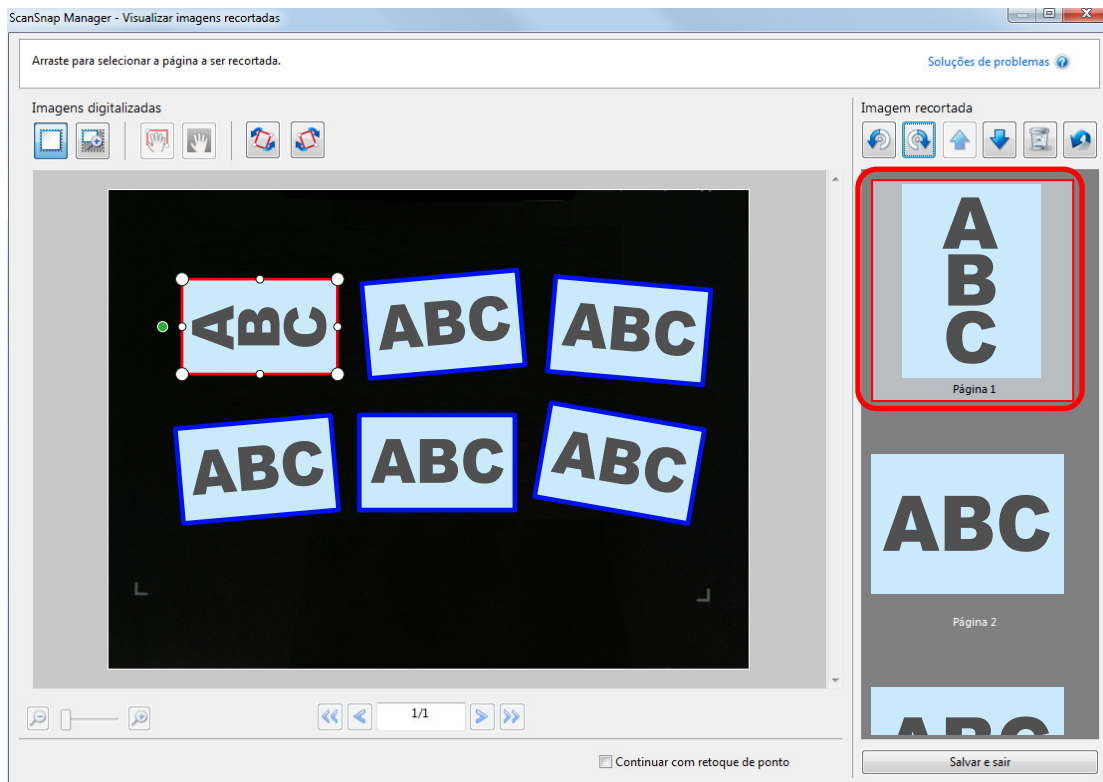 ScanSnap Manager - Visualizar imagens recortadas
Arraste para selecionar a página a ser recortada.
Soluções de problemas
Imagens digitalizadas
Imagem recortada
ABC
ABC
ABC
ABC
ABC
ABC
1/1
Continuar com retoque de ponto
A
B
C
Página 1
ABC
Página 2
ABC
Salvar e sair